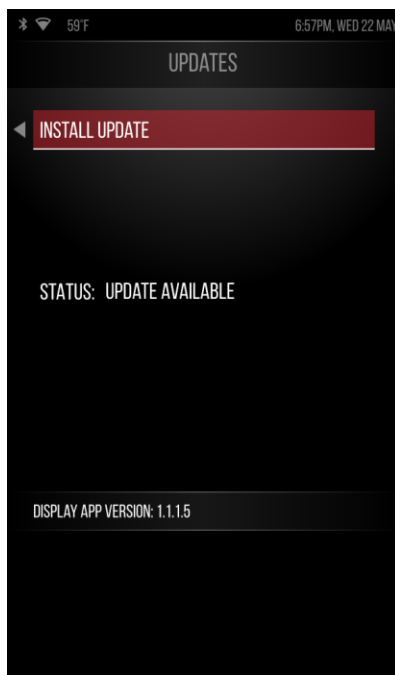 59°F 6:57PM, WED 22 MAY
UPDATES
INSTALL UPDATE
STATUS: UPDATE AVAILABLE
DISPLAY APP VERSION: 1.1.1.5